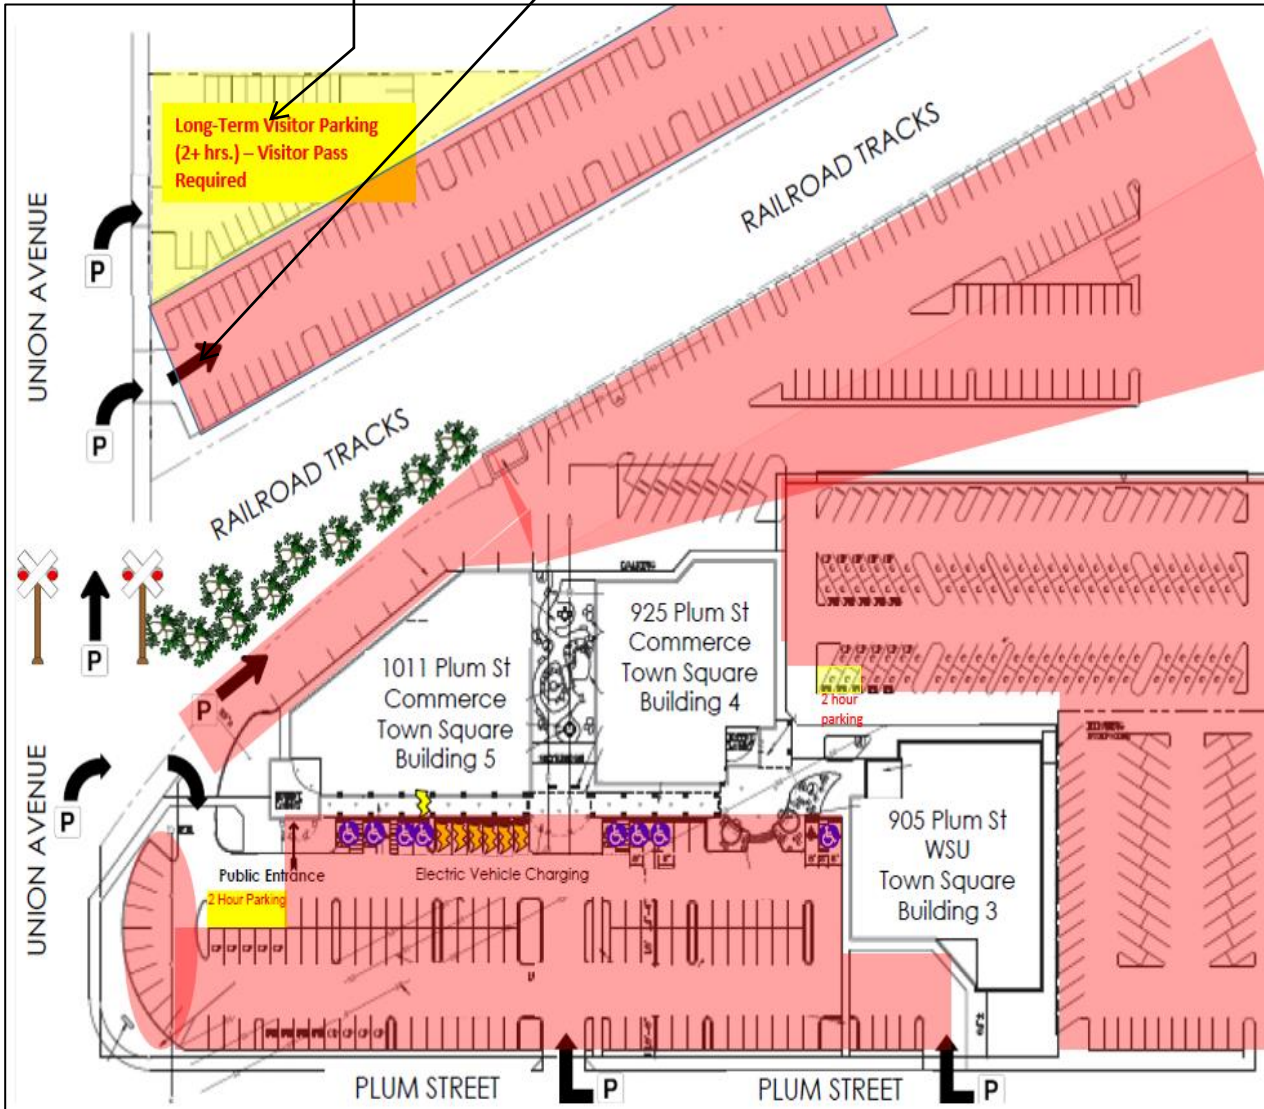 Long-Term Visitor Parking
(2+ hrs.) – Visitor Pass
Required
UNION AVENUE
P
P
RAILROAD TRACKS
RAILROAD TRACKS
P
P
UNION AVENUE
P
1011 Plum St
Commerce
Town Square
Building 5
925 Plum St
Commerce
Town Square
Building 4
2 hour
parking
905 Plum St
WSU
Town Square
Building 3
Public Entrance
2 Hour Parking
Electric Vehicle Charging
PLUM STREET
P
PLUM STREET
P